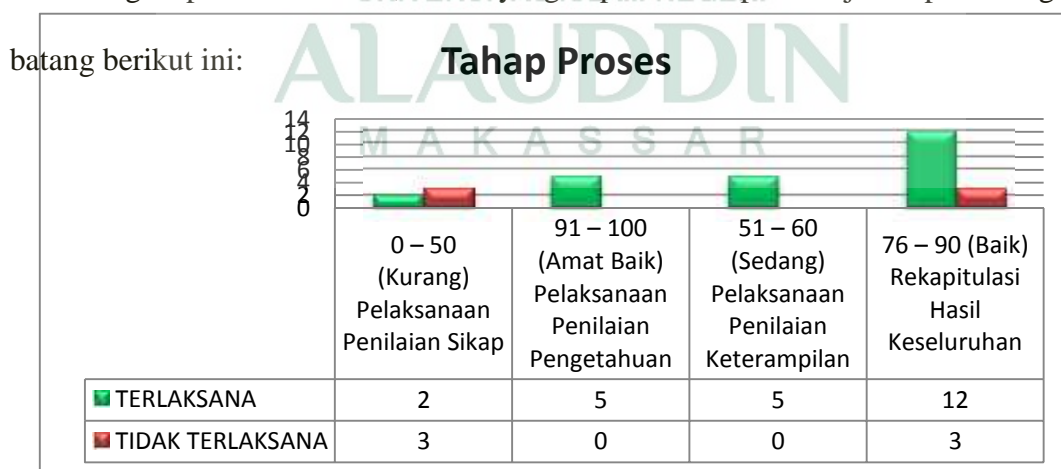 batang berikut ini:
ALAUDDIN
MAKASSAR
Tahap Proses
14
12
10
8
6
4
2
0
0 – 50
(Kurang)
Pelaksanaan
Penilaian Sikap
91 – 100
(Amat Baik)
Pelaksanaan
Penilaian
Pengetahuan
51 – 60
(Sedang)
Pelaksanaan
Penilaian
Keterampilan
76 – 90 (Baik)
Rekapitulasi
Hasil
Keseluruhan
TERLAKSANA 2 5 5 12
TIDAK TERLAKSANA 3 0 0 3